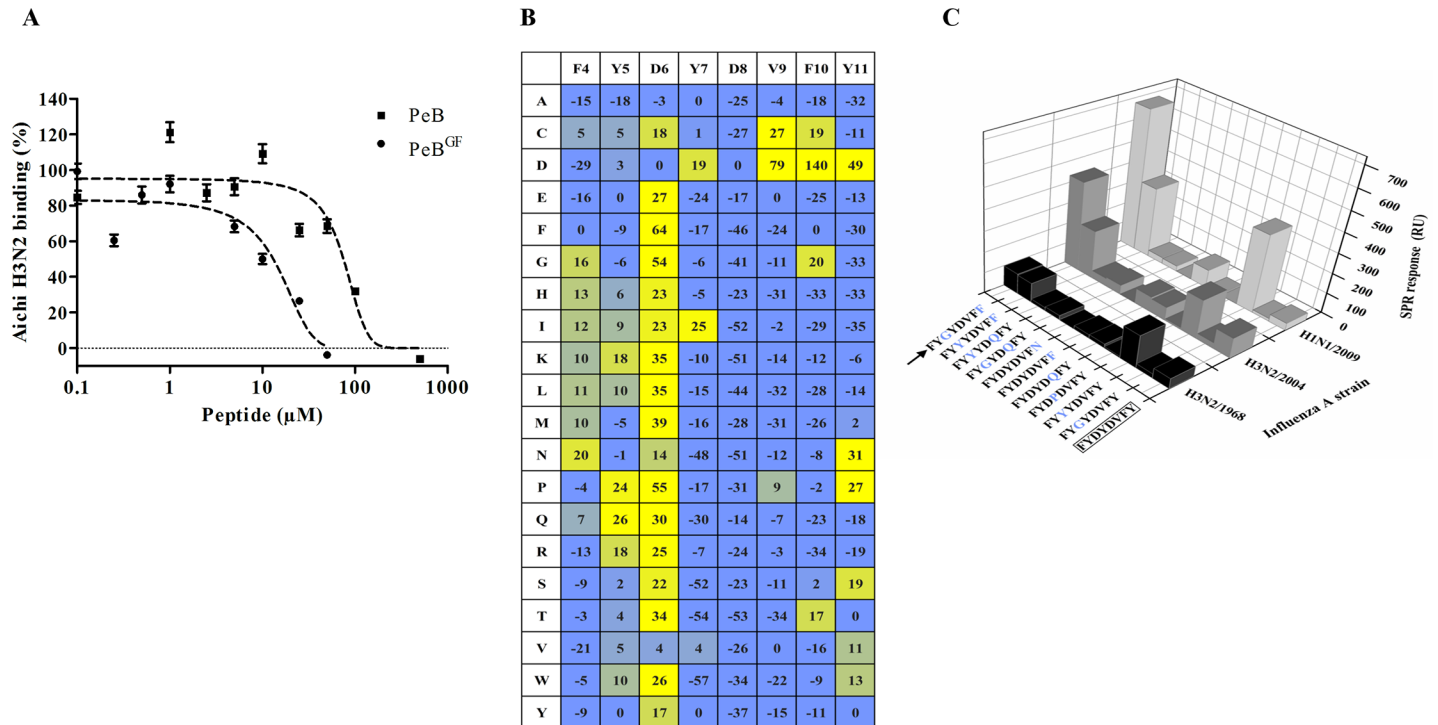 A
B
C
140
120
100
80
60
40
20
0
Aichi H3N2 binding (%)
0.1
1
10
100
1000
Peptide (µM)
PeB
PeB^GF
F4 Y5 D6 Y7 D8 V9 F10 Y11
A -15 -18 -3 0 -25 -4 -18 -32
C 5 5 18 1 -27 27 19 -11
D -29 3 0 19 0 79 140 49
E -16 0 27 -24 -17 0 -25 -13
F 0 -9 64 -17 -46 -24 0 -30
G 16 -6 54 -6 -41 -11 20 -33
H 13 6 23 -5 -23 -31 -33 -33
I 12 9 23 25 -52 -2 -29 -35
K 10 18 35 -10 -51 -14 -12 -6
L 11 10 35 -15 -44 -32 -28 -14
M 10 -5 39 -16 -28 -31 -26 2
N 20 -1 14 -48 -51 -12 -8 31
P -4 24 55 -17 -31 9 -2 27
Q 7 26 30 -30 -14 -7 -23 -18
R -13 18 25 -7 -24 -3 -34 -19
S -9 2 22 -52 -23 -11 2 19
T -3 4 34 -54 -53 -34 17 0
V -21 5 4 4 -26 0 -16 11
W -5 10 26 -57 -34 -22 -9 13
Y -9 0 17 0 -37 -15 -11 0
700
600
500
400
300
200
100
0
SPR response (RU)
H1N1/2009
H3N2/2004
H3N2/1968
Influenza A strain
FYGYDVFF
FYYYDVFF
FYYYDQFY
FYGYDQFY
FYDYDVFN
FYDYDVFF
FYDYDQFY
FYDPDVFY
FYYYDVFY
FYGYDVFY
FYDYDVFY